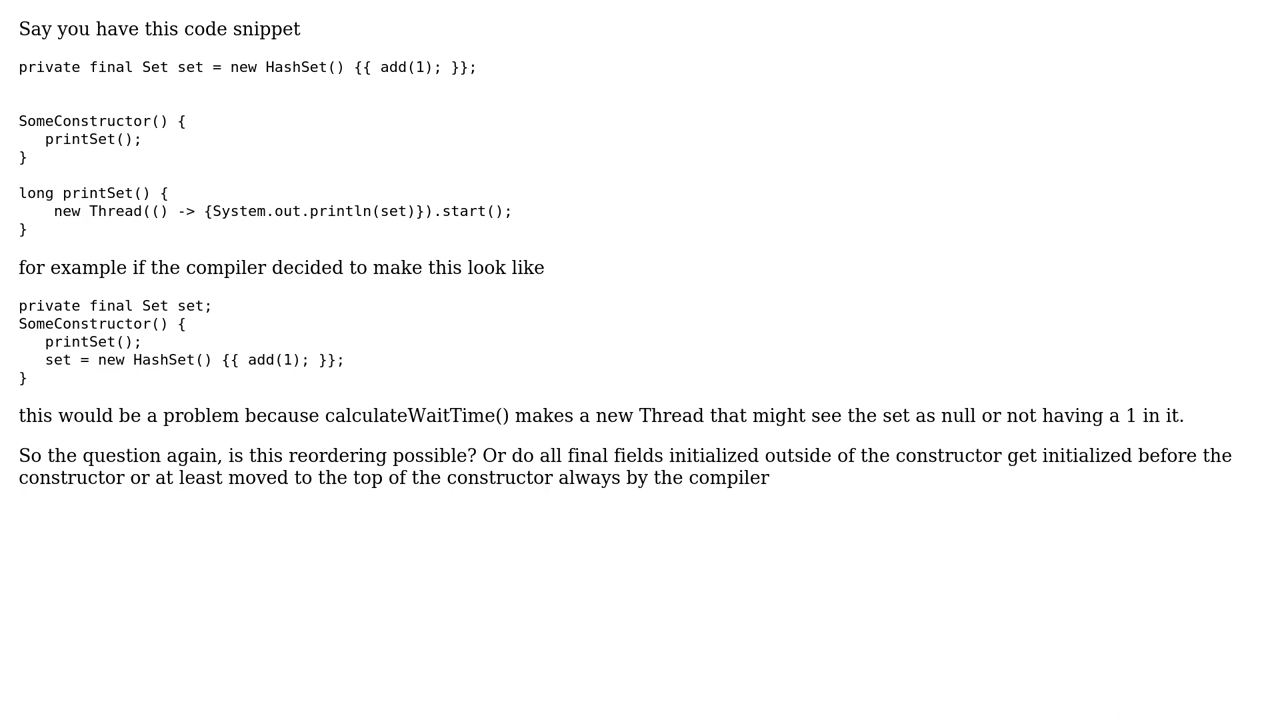 Say you have this code snippet
private final Set set = new HashSet() {{ add(1); }};
SomeConstructor() {
   printSet();
}
long printSet() {
    new Thread(() -> {System.out.println(set)}).start();
}
for example if the compiler decided to make this look like
private final Set set;
SomeConstructor() {
   printSet();
   set = new HashSet() {{ add(1); }};
}
this would be a problem because calculateWaitTime() makes a new Thread that might see the set as null or not having a 1 in it.
So the question again, is this reordering possible? Or do all final fields initialized outside of the constructor get initialized before the
constructor or at least moved to the top of the constructor always by the compiler